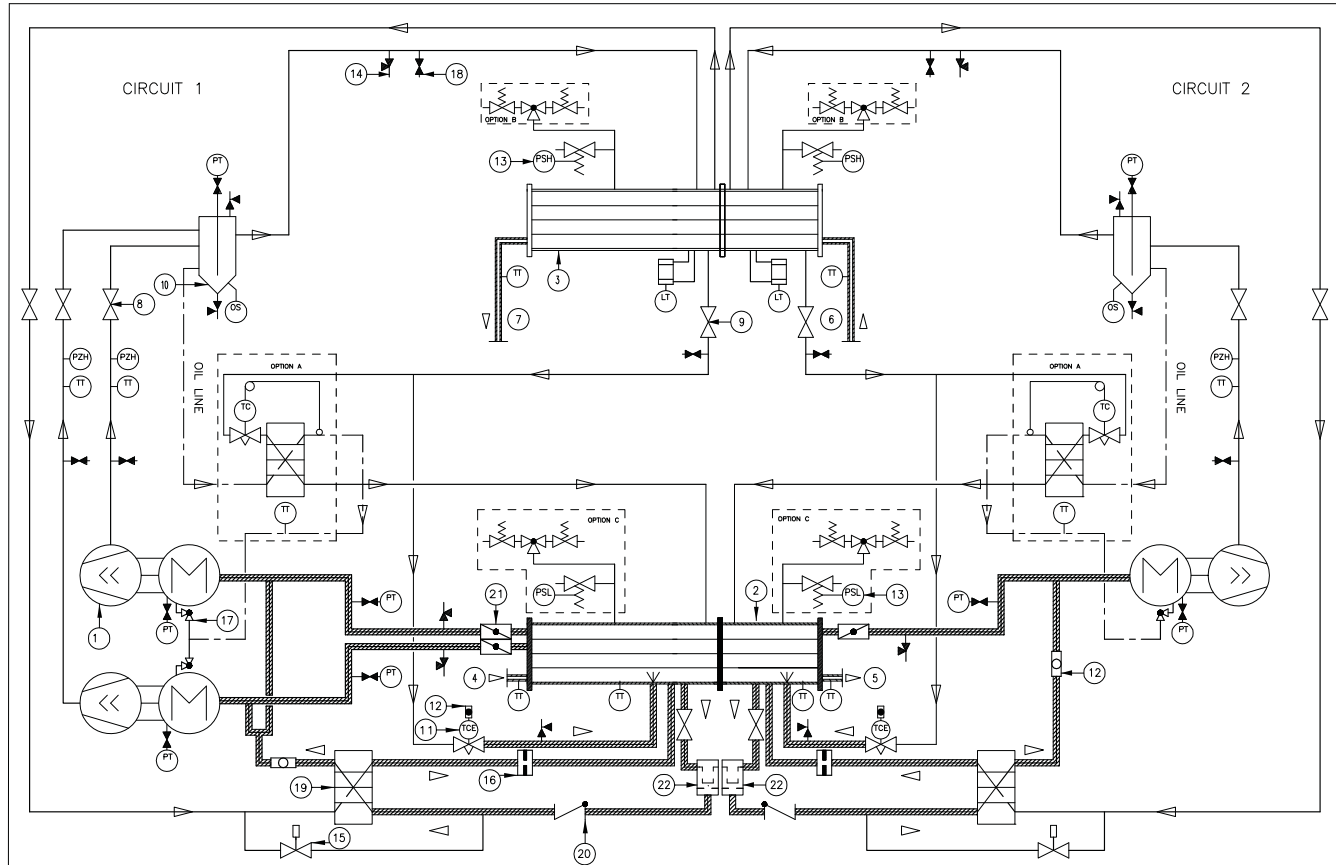 CIRCUIT 1
CIRCUIT 2
14
18
OPTION B
OPTION B
13
PSH
PSH
PT
PT
10
OS
8
TT
3
LT
7
9
LT
6
TT
OS
PZH
TT
PZH
TT
PZH
TT
OIL LINE
OPTION A
TC
TT
OPTION A
TC
TT
OIL LINE
OPTION C
OPTION C
PSL
2
PSL
13
1
PT
17
PT
21
PT
PT
PT
4
TT
TT
TT
TT
5
12
12
11
TCE
TCE
PT
16
19
22
22
15
20